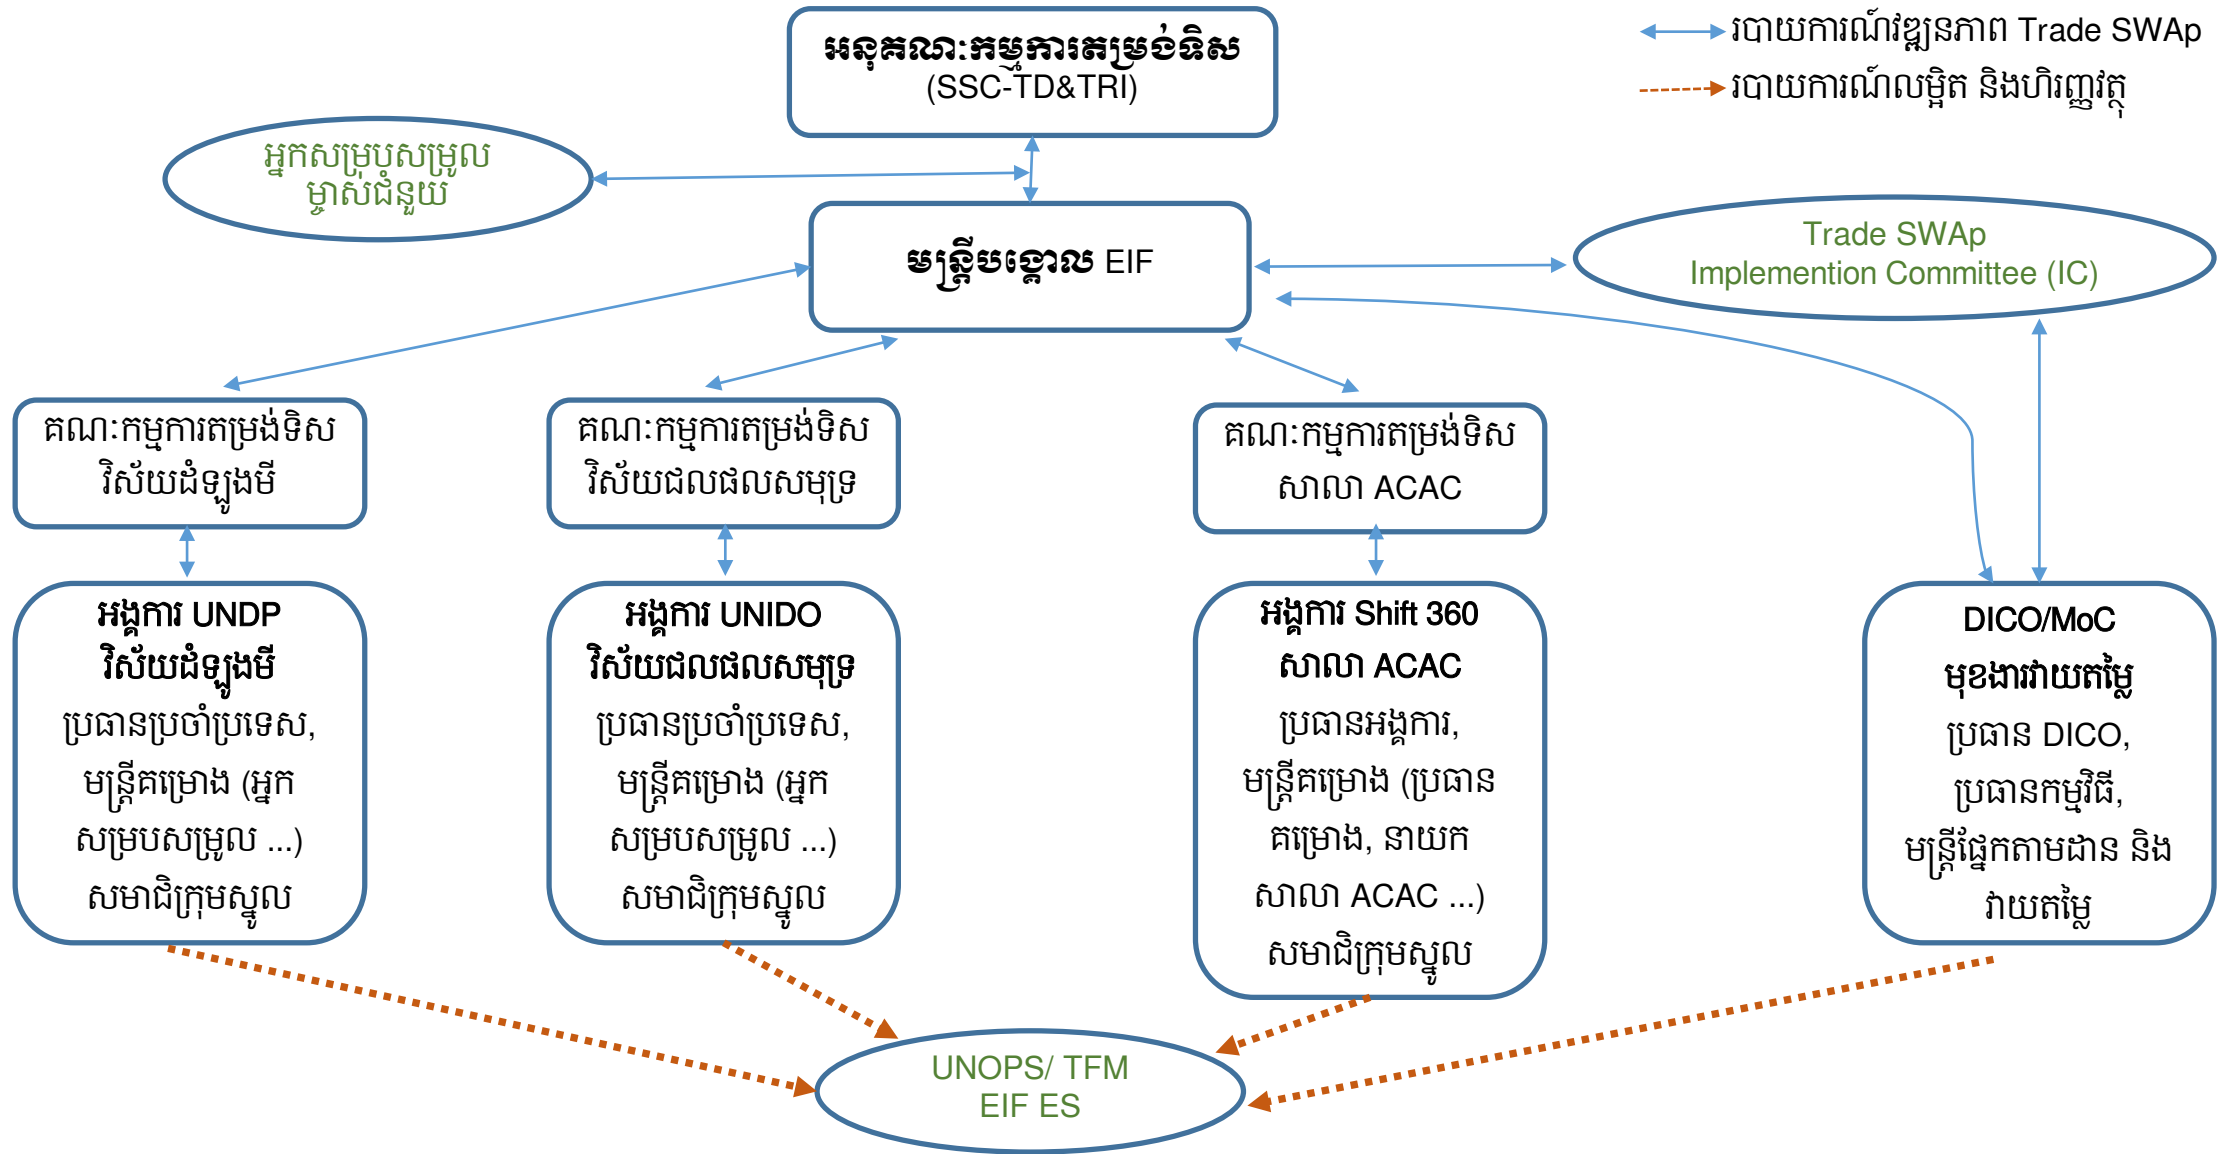 អនុគណៈកម្មការតម្រង់ទិស
(SSC-TD&TRI)
របាយការណ៍វឌ្ឍនភាព Trade SWAp
របាយការណ៍លម្អិត និងហិរញ្ញវត្ថុ
អ្នកសម្របសម្រួល
ម្ចាស់ជំនួយ
មន្ត្រីបង្គោល EIF
Trade SWAp
Implemention Committee (IC)
គណៈកម្មការតម្រង់ទិស
វិស័យដំឡូងមី
គណៈកម្មការតម្រង់ទិស
វិស័យជលផលសមុទ្រ
គណៈកម្មការតម្រង់ទិស
សាលា ACAC
អង្គការ UNDP
វិស័យដំឡូងមី
ប្រធានប្រចាំប្រទេស,
មន្ត្រីគម្រោង (អ្នក
សម្របសម្រួល ...)
សមាជិក្រុមស្នូល
អង្គការ UNIDO
វិស័យជលផលសមុទ្រ
ប្រធានប្រចាំប្រទេស,
មន្ត្រីគម្រោង (អ្នក
សម្របសម្រួល ...)
សមាជិក្រុមស្នូល
អង្គការ Shift 360
សាលា ACAC
ប្រធានអង្គការ,
មន្ត្រីគម្រោង (ប្រធាន
គម្រោង, នាយក
សាលា ACAC ...)
សមាជិក្រុមស្នូល
DICO/MoC
មុខងារវាយតម្លៃ
ប្រធាន DICO,
ប្រធានកម្មវិធី,
មន្ត្រីផ្នែកតាមដាន និង
វាយតម្លៃ
UNOPS/ TFM
EIF ES